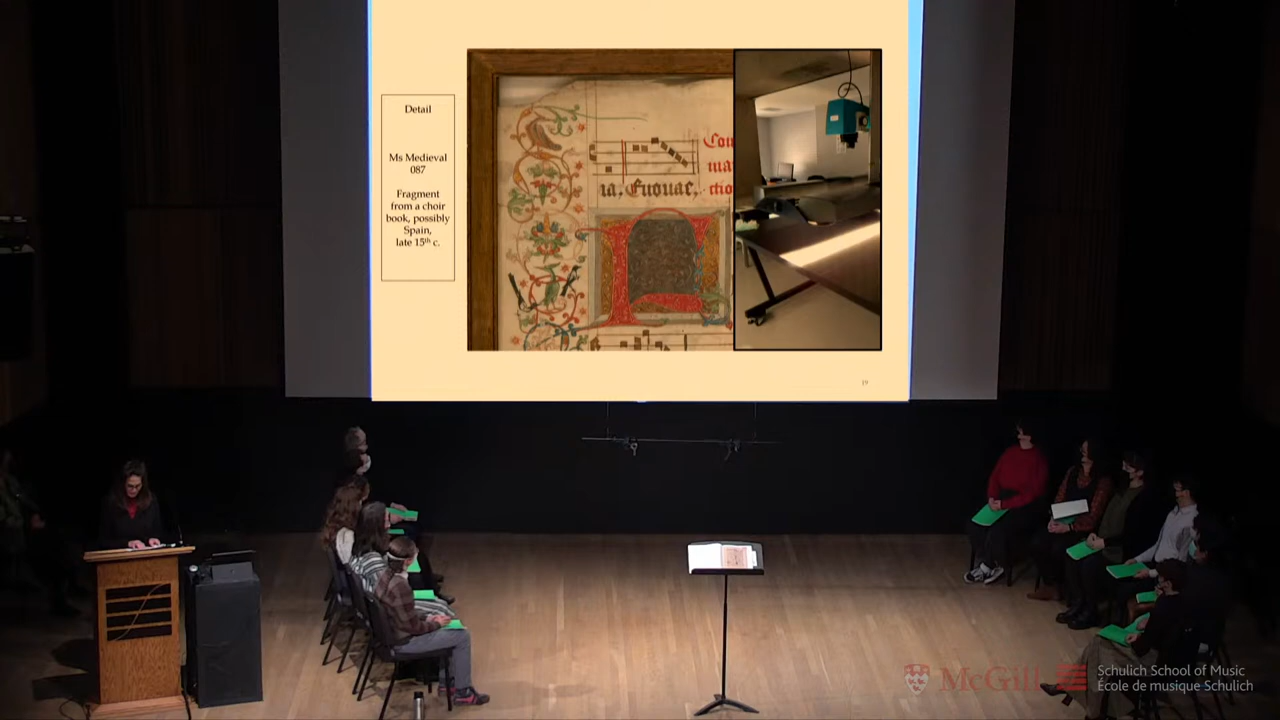 Detail
Ms Medieval
087
Fragment
from a choir
book, possibly
Spain,
late 15th c.
ia. Euouae.
19
McGill
Schulich School of Music
École de musique Schulich